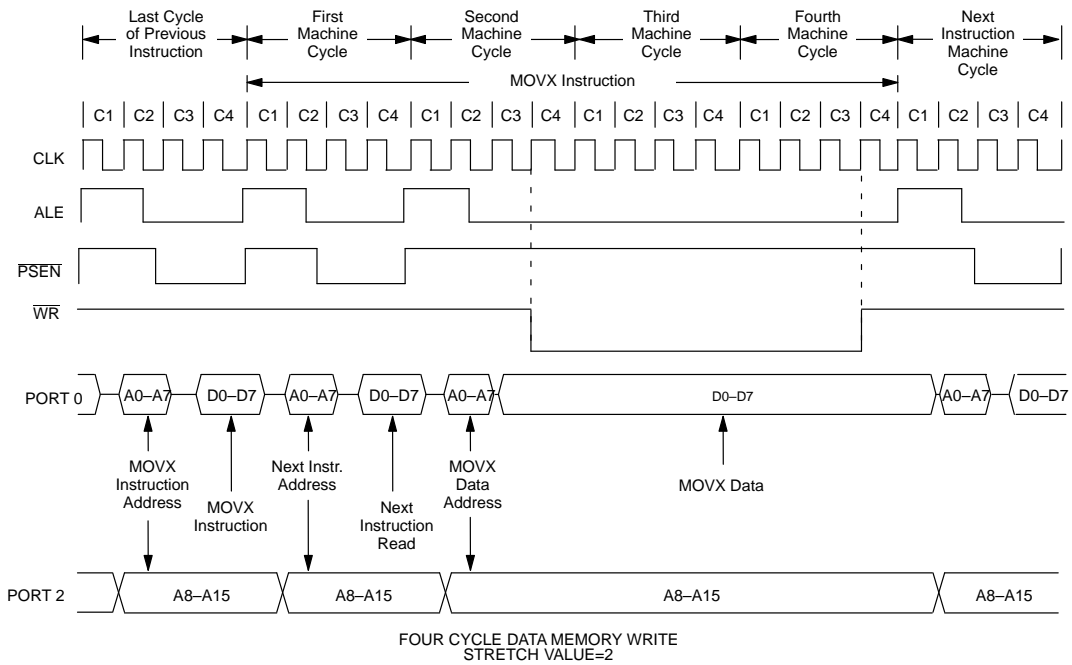 Last Cycle of Previous Instruction
First Machine Cycle
Second Machine Cycle
Third Machine Cycle
Fourth Machine Cycle
Next Instruction Machine Cycle
MOVX Instruction
C1 C2 C3 C4 C1 C2 C3 C4 C1 C2 C3 C4 C1 C2 C3 C4 C1 C2 C3 C4 C1 C2 C3 C4
CLK
ALE
PSEN
WR
PORT 0 A0–A7 D0–D7 A0–A7 D0–D7 A0–A7 D0–D7 A0–A7 D0–D7
MOVX Instruction Address
MOVX Instruction
Next Instr. Address
Next Instruction Read
MOVX Data Address
MOVX Data
PORT 2 A8–A15 A8–A15 A8–A15 A8–A15
FOUR CYCLE DATA MEMORY WRITE
STRETCH VALUE=2